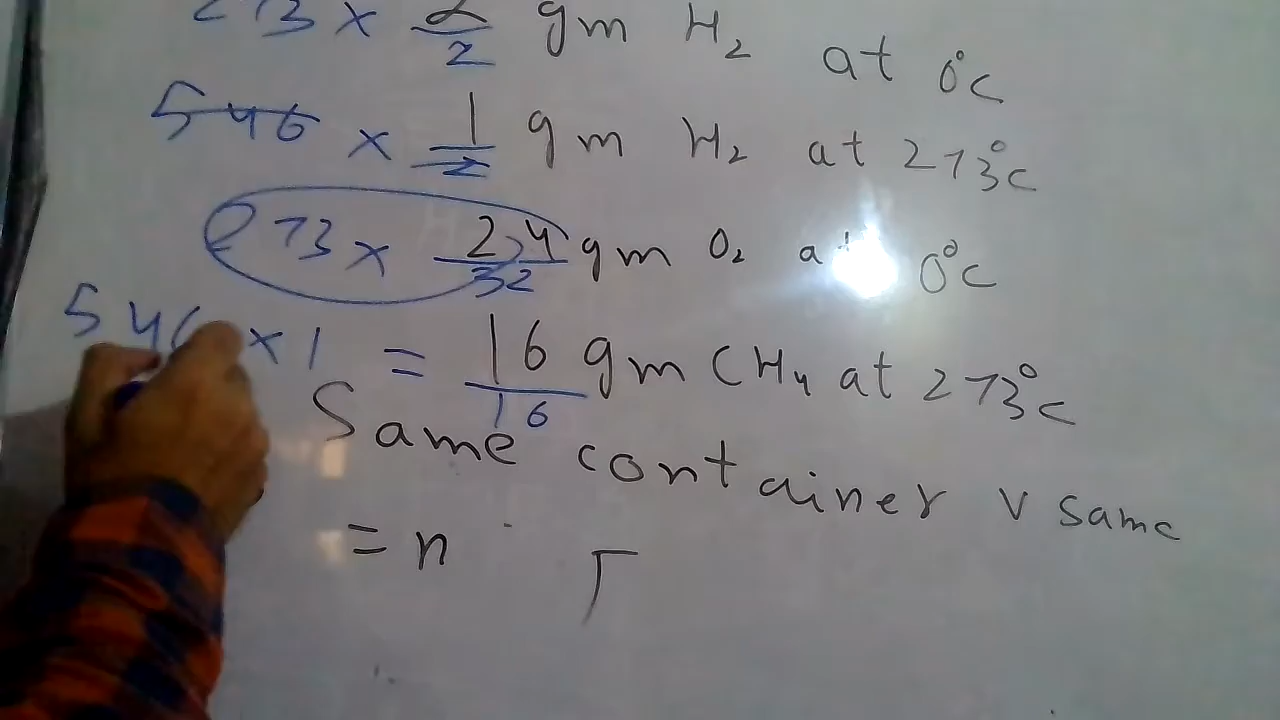 273 × 2/2 gm H2 at 0°C
546 × 1/2 gm H2 at 273°C
273 × 24/32 gm O2 at 0°C
546 × 1 = 16/16 gm CH4 at 273°C
Same container V same
= n T